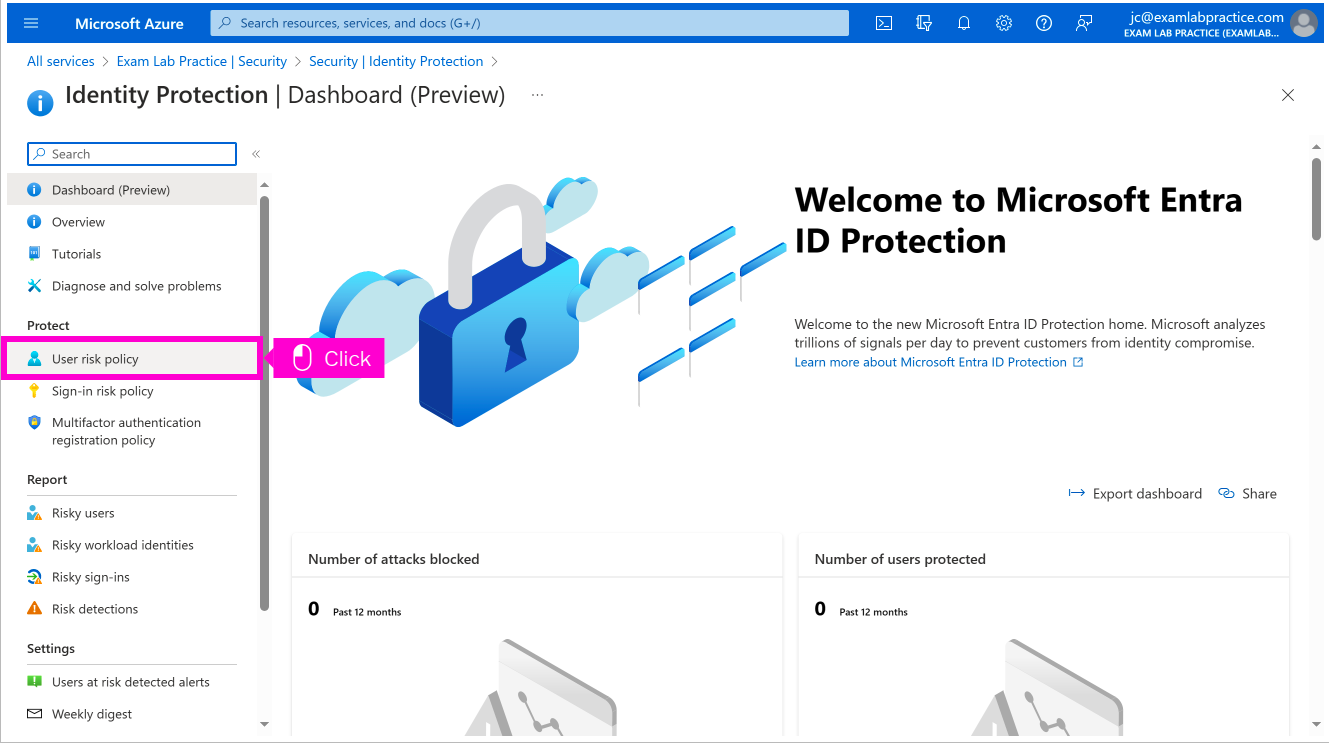 Microsoft Azure
Search resources, services, and docs (G+/)
jc@examlabpractice.com
EXAM LAB PRACTICE (EXAMLAB...
All services > Exam Lab Practice | Security > Security | Identity Protection >
Identity Protection | Dashboard (Preview) ...
Search
Dashboard (Preview)
Overview
Tutorials
Diagnose and solve problems
Protect
User risk policy
Click
Sign-in risk policy
Multifactor authentication
registration policy
Report
Risky users
Risky workload identities
Risky sign-ins
Risk detections
Settings
Users at risk detected alerts
Weekly digest
Welcome to Microsoft Entra
ID Protection
Welcome to the new Microsoft Entra ID Protection home. Microsoft analyzes
trillions of signals per day to prevent customers from identity compromise.
Learn more about Microsoft Entra ID Protection
Export dashboard
Share
Number of attacks blocked
0 Past 12 months
Number of users protected
0 Past 12 months